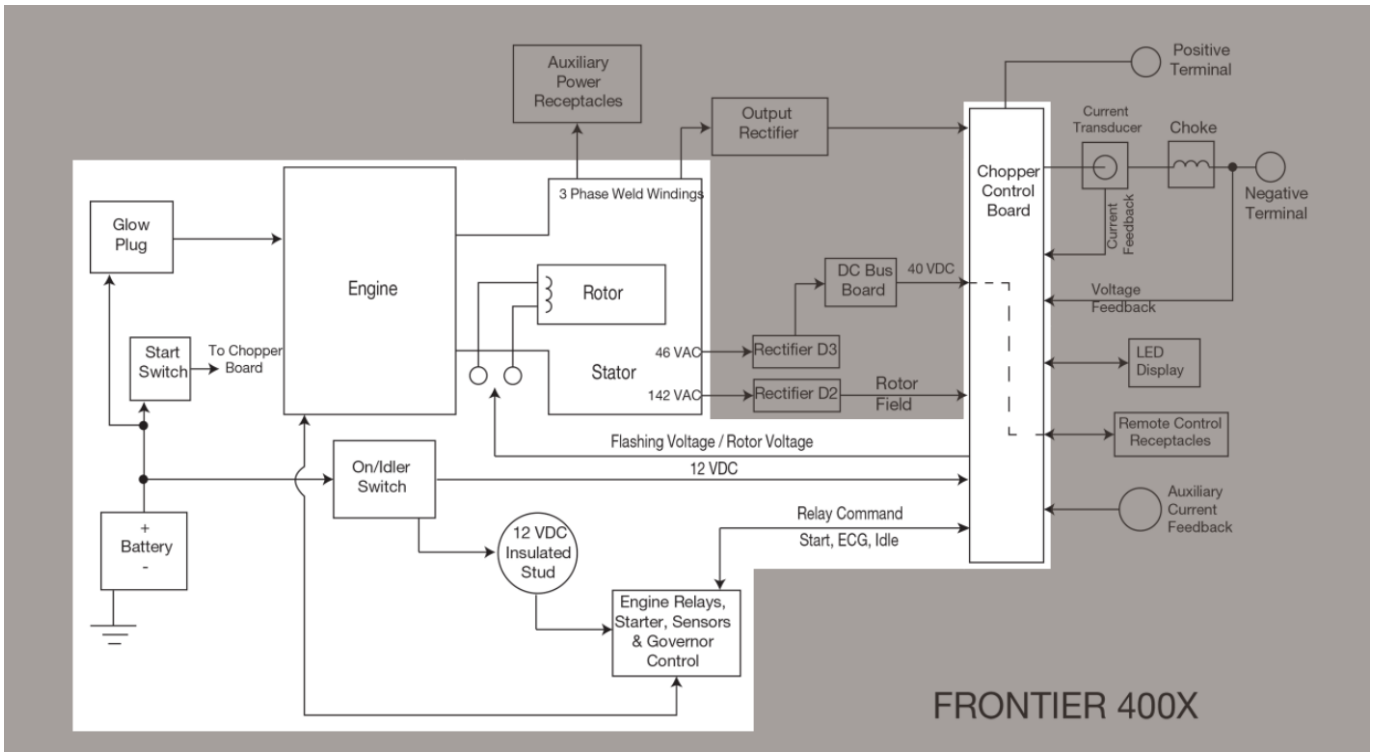 Auxiliary
Power
Receptacles
Positive
Terminal
Output
Rectifier
Current
Transducer
Choke
3 Phase Weld Windings
Chopper
Control
Board
Negative
Terminal
Current
Feedback
Glow
Plug
Engine
Rotor
DC Bus
Board
40 VDC
Voltage
Feedback
Start
Switch
To Chopper
Board
46 VAC
Rectifier D3
LED
Display
Stator
142 VAC
Rectifier D2
Rotor
Field
Remote Control
Receptacles
Flashing Voltage / Rotor Voltage
On/Idler
Switch
12 VDC
Auxiliary
Current
Feedback
+
Battery
-
12 VDC
Insulated
Stud
Relay Command
Start, ECG, Idle
Engine Relays,
Starter, Sensors
& Governor
Control
FRONTIER 400X